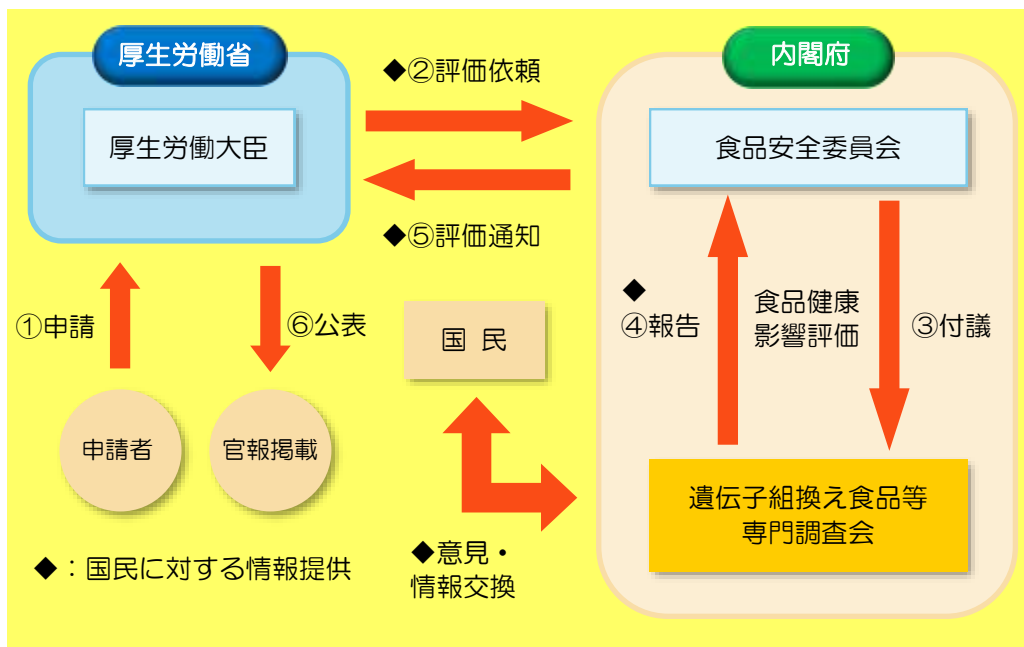 厚生労働省
内閣府
◆②評価依頼
厚生労働大臣
食品安全委員会
◆⑤評価通知
①申請
⑥公表
国 民
◆
④報告
食品健康
影響評価
③付議
申請者
官報掲載
遺伝子組換え食品等
専門調査会
◆：国民に対する情報提供
◆意見・
情報交換